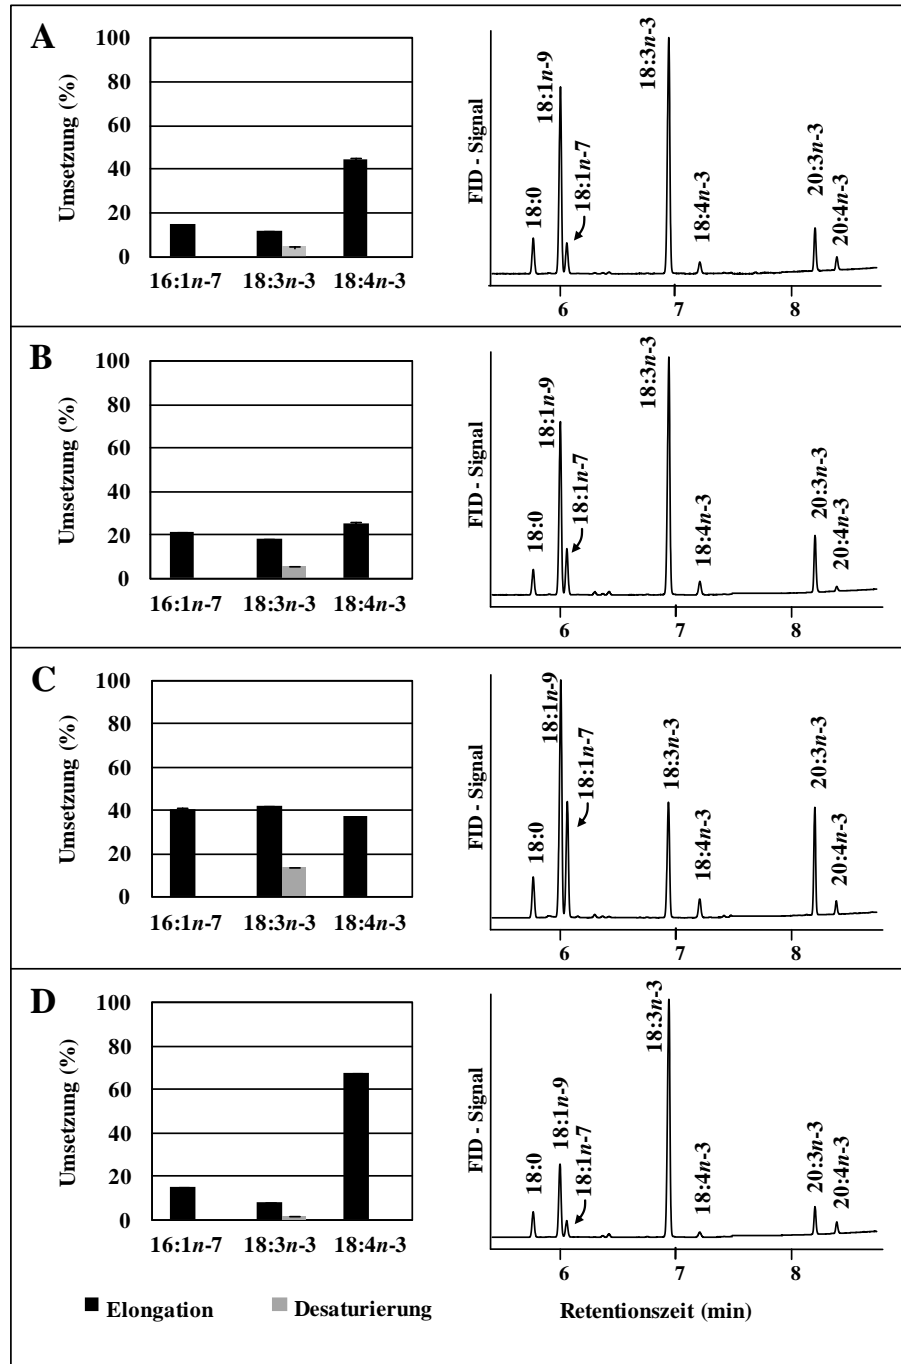 A
Umsetzung (%)
100
80
60
40
20
0
16:1n-7 18:3n-3 18:4n-3
FID - Signal
18:0
18:1n-9
18:1n-7
18:3n-3
18:4n-3
20:3n-3
20:4n-3
6 7 8
B
Umsetzung (%)
100
80
60
40
20
0
16:1n-7 18:3n-3 18:4n-3
FID - Signal
18:0
18:1n-9
18:1n-7
18:3n-3
18:4n-3
20:3n-3
20:4n-3
6 7 8
C
Umsetzung (%)
100
80
60
40
20
0
16:1n-7 18:3n-3 18:4n-3
FID - Signal
18:0
18:1n-9
18:1n-7
18:3n-3
18:4n-3
20:3n-3
20:4n-3
6 7 8
D
Umsetzung (%)
100
80
60
40
20
0
16:1n-7 18:3n-3 18:4n-3
FID - Signal
18:0
18:1n-9
18:1n-7
18:3n-3
18:4n-3
20:3n-3
20:4n-3
6 7 8
Elongation Desaturierung
Retentionszeit (min)